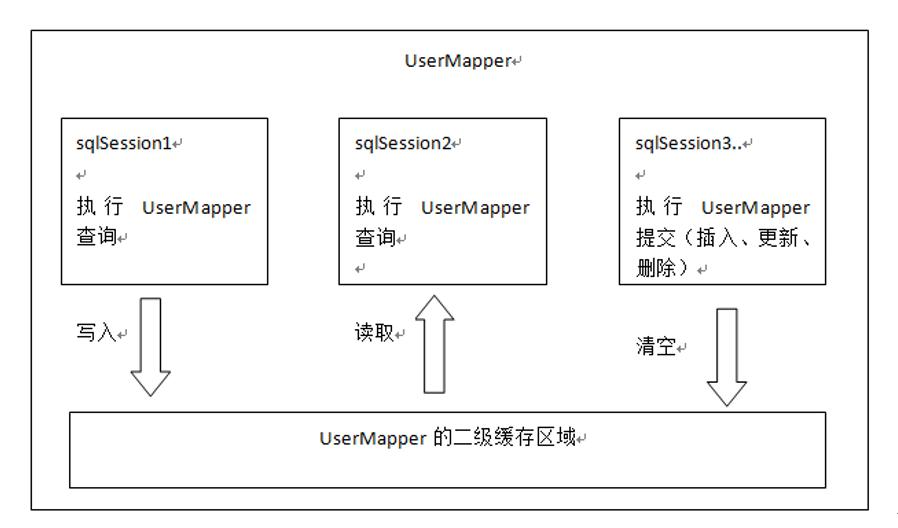 UserMapper↵
sqlSession1↵
↵
执行 UserMapper
查询↵
sqlSession2↵
↵
执行 UserMapper
查询↵
↵
sqlSession3..↵
↵
执行 UserMapper
提交（插入、更新、
删除）↵
写入↵
读取↵
清空↵
UserMapper 的二级缓存区域↵